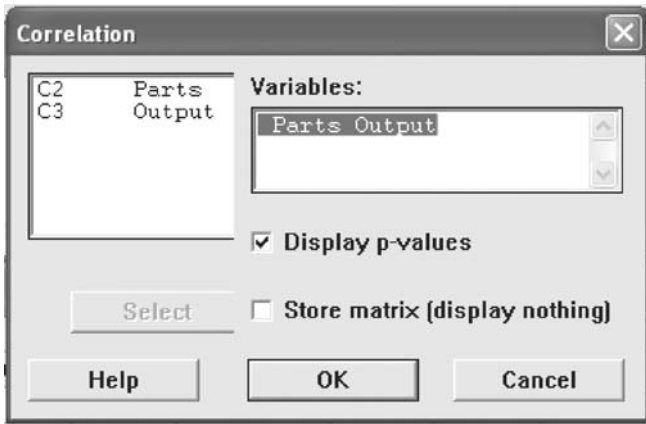 Correlation
C2 Parts
C3 Output
Variables:
Parts Output
Display p-values
Select
Store matrix (display nothing)
Help
OK
Cancel